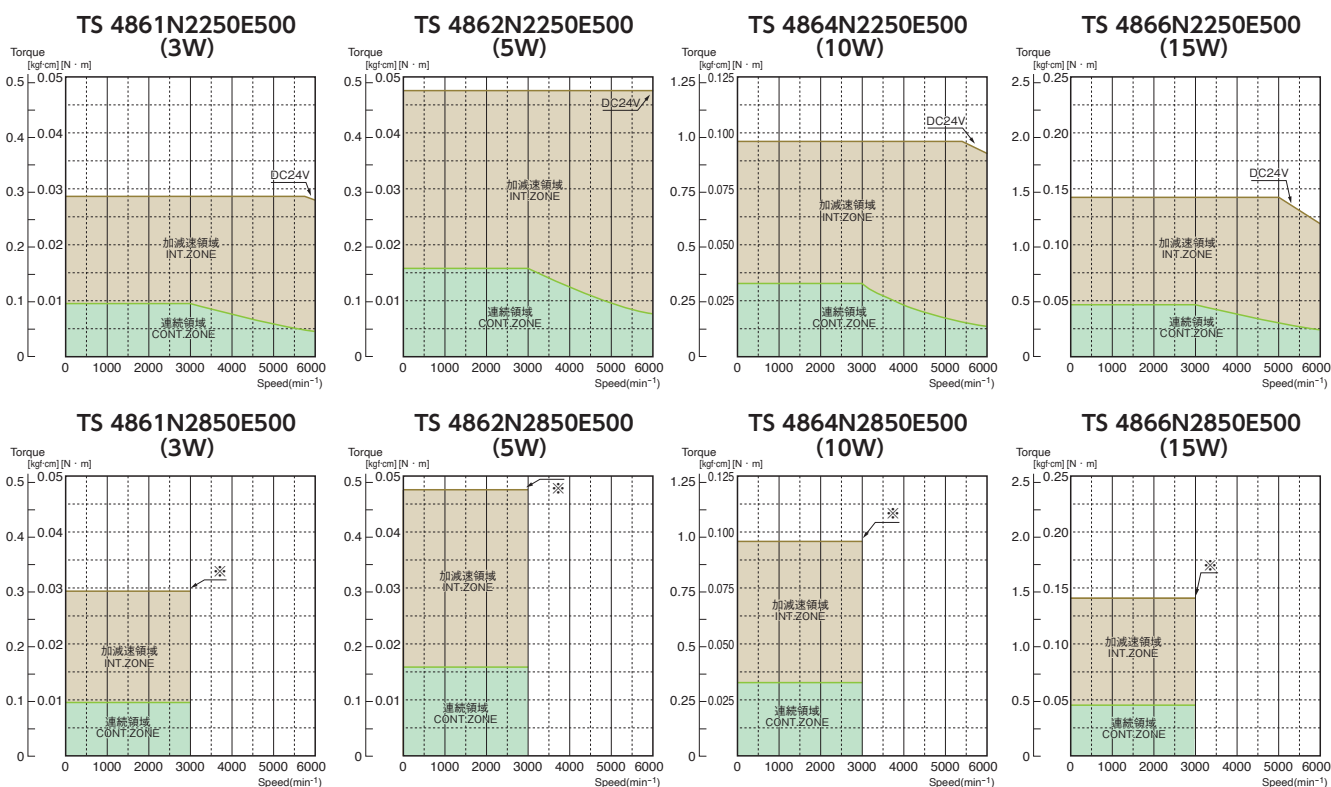 TS 4861N2250E500
(3W)
Torque
[kgf·cm] [N · m]
0.5 0.05
0.4 0.04
0.3 0.03
0.2 0.02
0.1 0.01
0
DC24V
加減速領域
INT.ZONE
連続領域
CONT.ZONE
0 1000 2000 3000 4000 5000 6000
Speed(min⁻¹)
TS 4862N2250E500
(5W)
Torque
[kgf·cm] [N · m]
0.5 0.05
0.4 0.04
0.3 0.03
0.2 0.02
0.1 0.01
0
DC24V
加減速領域
INT.ZONE
連続領域
CONT.ZONE
0 1000 2000 3000 4000 5000 6000
Speed(min⁻¹)
TS 4864N2250E500
(10W)
Torque
[kgf·cm] [N · m]
1.25 0.125
1.0 0.100
0.75 0.075
0.5 0.050
0.25 0.025
0
DC24V
加減速領域
INT.ZONE
連続領域
CONT.ZONE
0 1000 2000 3000 4000 5000 6000
Speed(min⁻¹)
TS 4866N2250E500
(15W)
Torque
[kgf·cm] [N · m]
2.5 0.25
2.0 0.20
1.5 0.15
1.0 0.10
0.5 0.05
0
DC24V
加減速領域
INT.ZONE
連続領域
CONT.ZONE
0 1000 2000 3000 4000 5000 6000
Speed(min⁻¹)
TS 4861N2850E500
(3W)
Torque
[kgf·cm] [N · m]
0.5 0.05
0.4 0.04
0.3 0.03
0.2 0.02
0.1 0.01
0
※
加減速領域
INT.ZONE
連続領域
CONT.ZONE
0 1000 2000 3000 4000 5000 6000
Speed(min⁻¹)
TS 4862N2850E500
(5W)
Torque
[kgf·cm] [N · m]
0.5 0.05
0.4 0.04
0.3 0.03
0.2 0.02
0.1 0.01
0
※
加減速領域
INT.ZONE
連続領域
CONT.ZONE
0 1000 2000 3000 4000 5000 6000
Speed(min⁻¹)
TS 4864N2850E500
(10W)
Torque
[kgf·cm] [N · m]
1.25 0.125
1.0 0.100
0.75 0.075
0.5 0.050
0.25 0.025
0
※
加減速領域
INT.ZONE
連続領域
CONT.ZONE
0 1000 2000 3000 4000 5000 6000
Speed(min⁻¹)
TS 4866N2850E500
(15W)
Torque
[kgf·cm] [N · m]
2.5 0.25
2.0 0.20
1.5 0.15
1.0 0.10
0.5 0.05
0
※
加減速領域
INT.ZONE
連続領域
CONT.ZONE
0 1000 2000 3000 4000 5000 6000
Speed(min⁻¹)